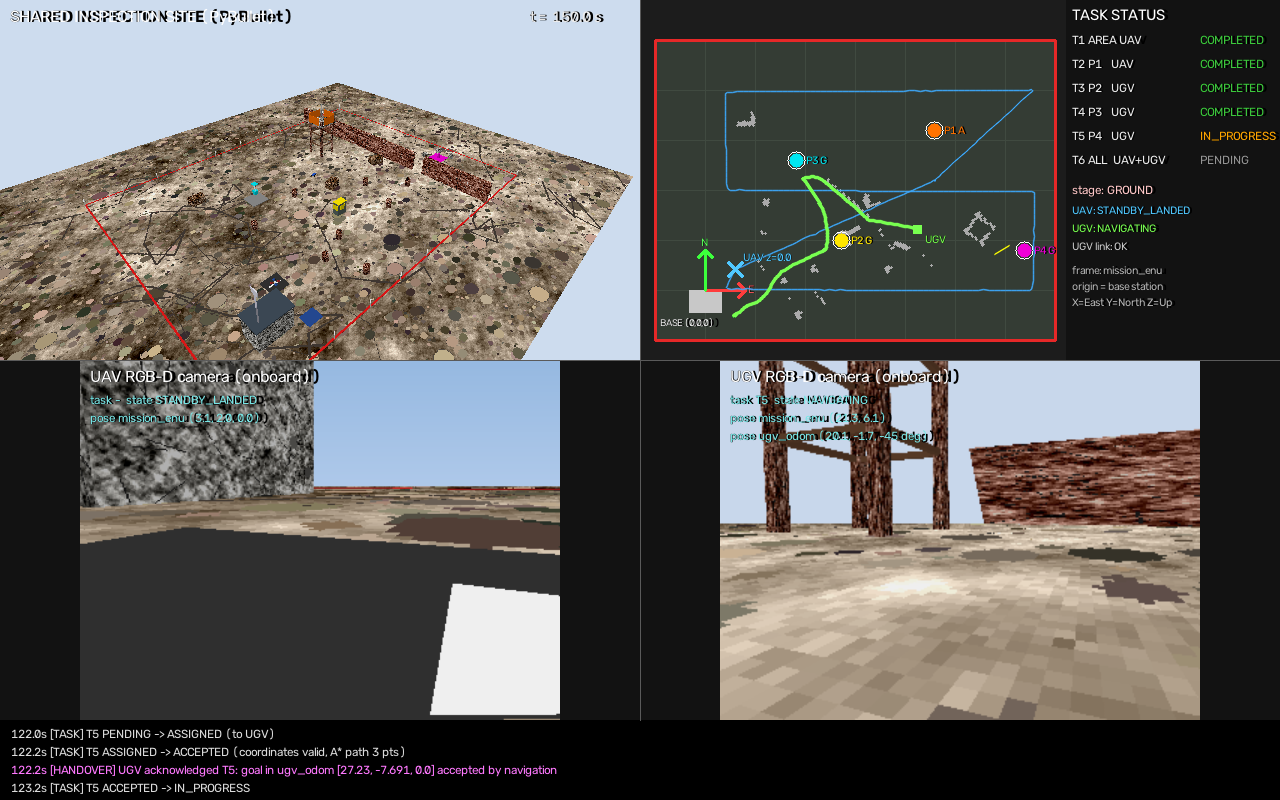 SHARED INSPECTION SITE (PyBullet)
t = 150.0 s
P1 A
P3 G
P2 G
UGV
P4 G
N
UAV z=0.0
E
BASE (0,0,0)
TASK STATUS
T1 AREA UAV COMPLETED
T2 P1 UAV COMPLETED
T3 P2 UGV COMPLETED
T4 P3 UGV COMPLETED
T5 P4 UGV IN_PROGRESS
T6 ALL UAV+UGV PENDING
stage: GROUND
UAV: STANDBY_LANDED
UGV: NAVIGATING
UGV link: OK
frame: mission_enu
origin = base station
X=East Y=North Z=Up
UAV RGB-D camera (onboard)
task - state STANDBY_LANDED
pose mission_enu (3.1, 2.0, 0.0)
UGV RGB-D camera (onboard)
task T5 state NAVIGATING
pose mission_enu
pose ugv_odom (20.1, -1.7, -45 deg)
122.0s [TASK] T5 PENDING -> ASSIGNED (to UGV)
122.2s [TASK] T5 ASSIGNED -> ACCEPTED (coordinates valid, A* path 3 pts)
122.2s [HANDOVER] UGV acknowledged T5: goal in ugv_odom [27.23, -7.691, 0.0] accepted by navigation
123.2s [TASK] T5 ACCEPTED -> IN_PROGRESS